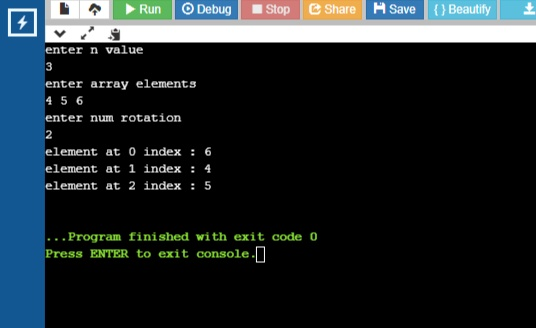 Run Debug Stop Share Save { } Beautify
enter n value
3
enter array elements
4 5 6
enter num rotation
2
element at 0 index : 6
element at 1 index : 4
element at 2 index : 5
...Program finished with exit code 0
Press ENTER to exit console.